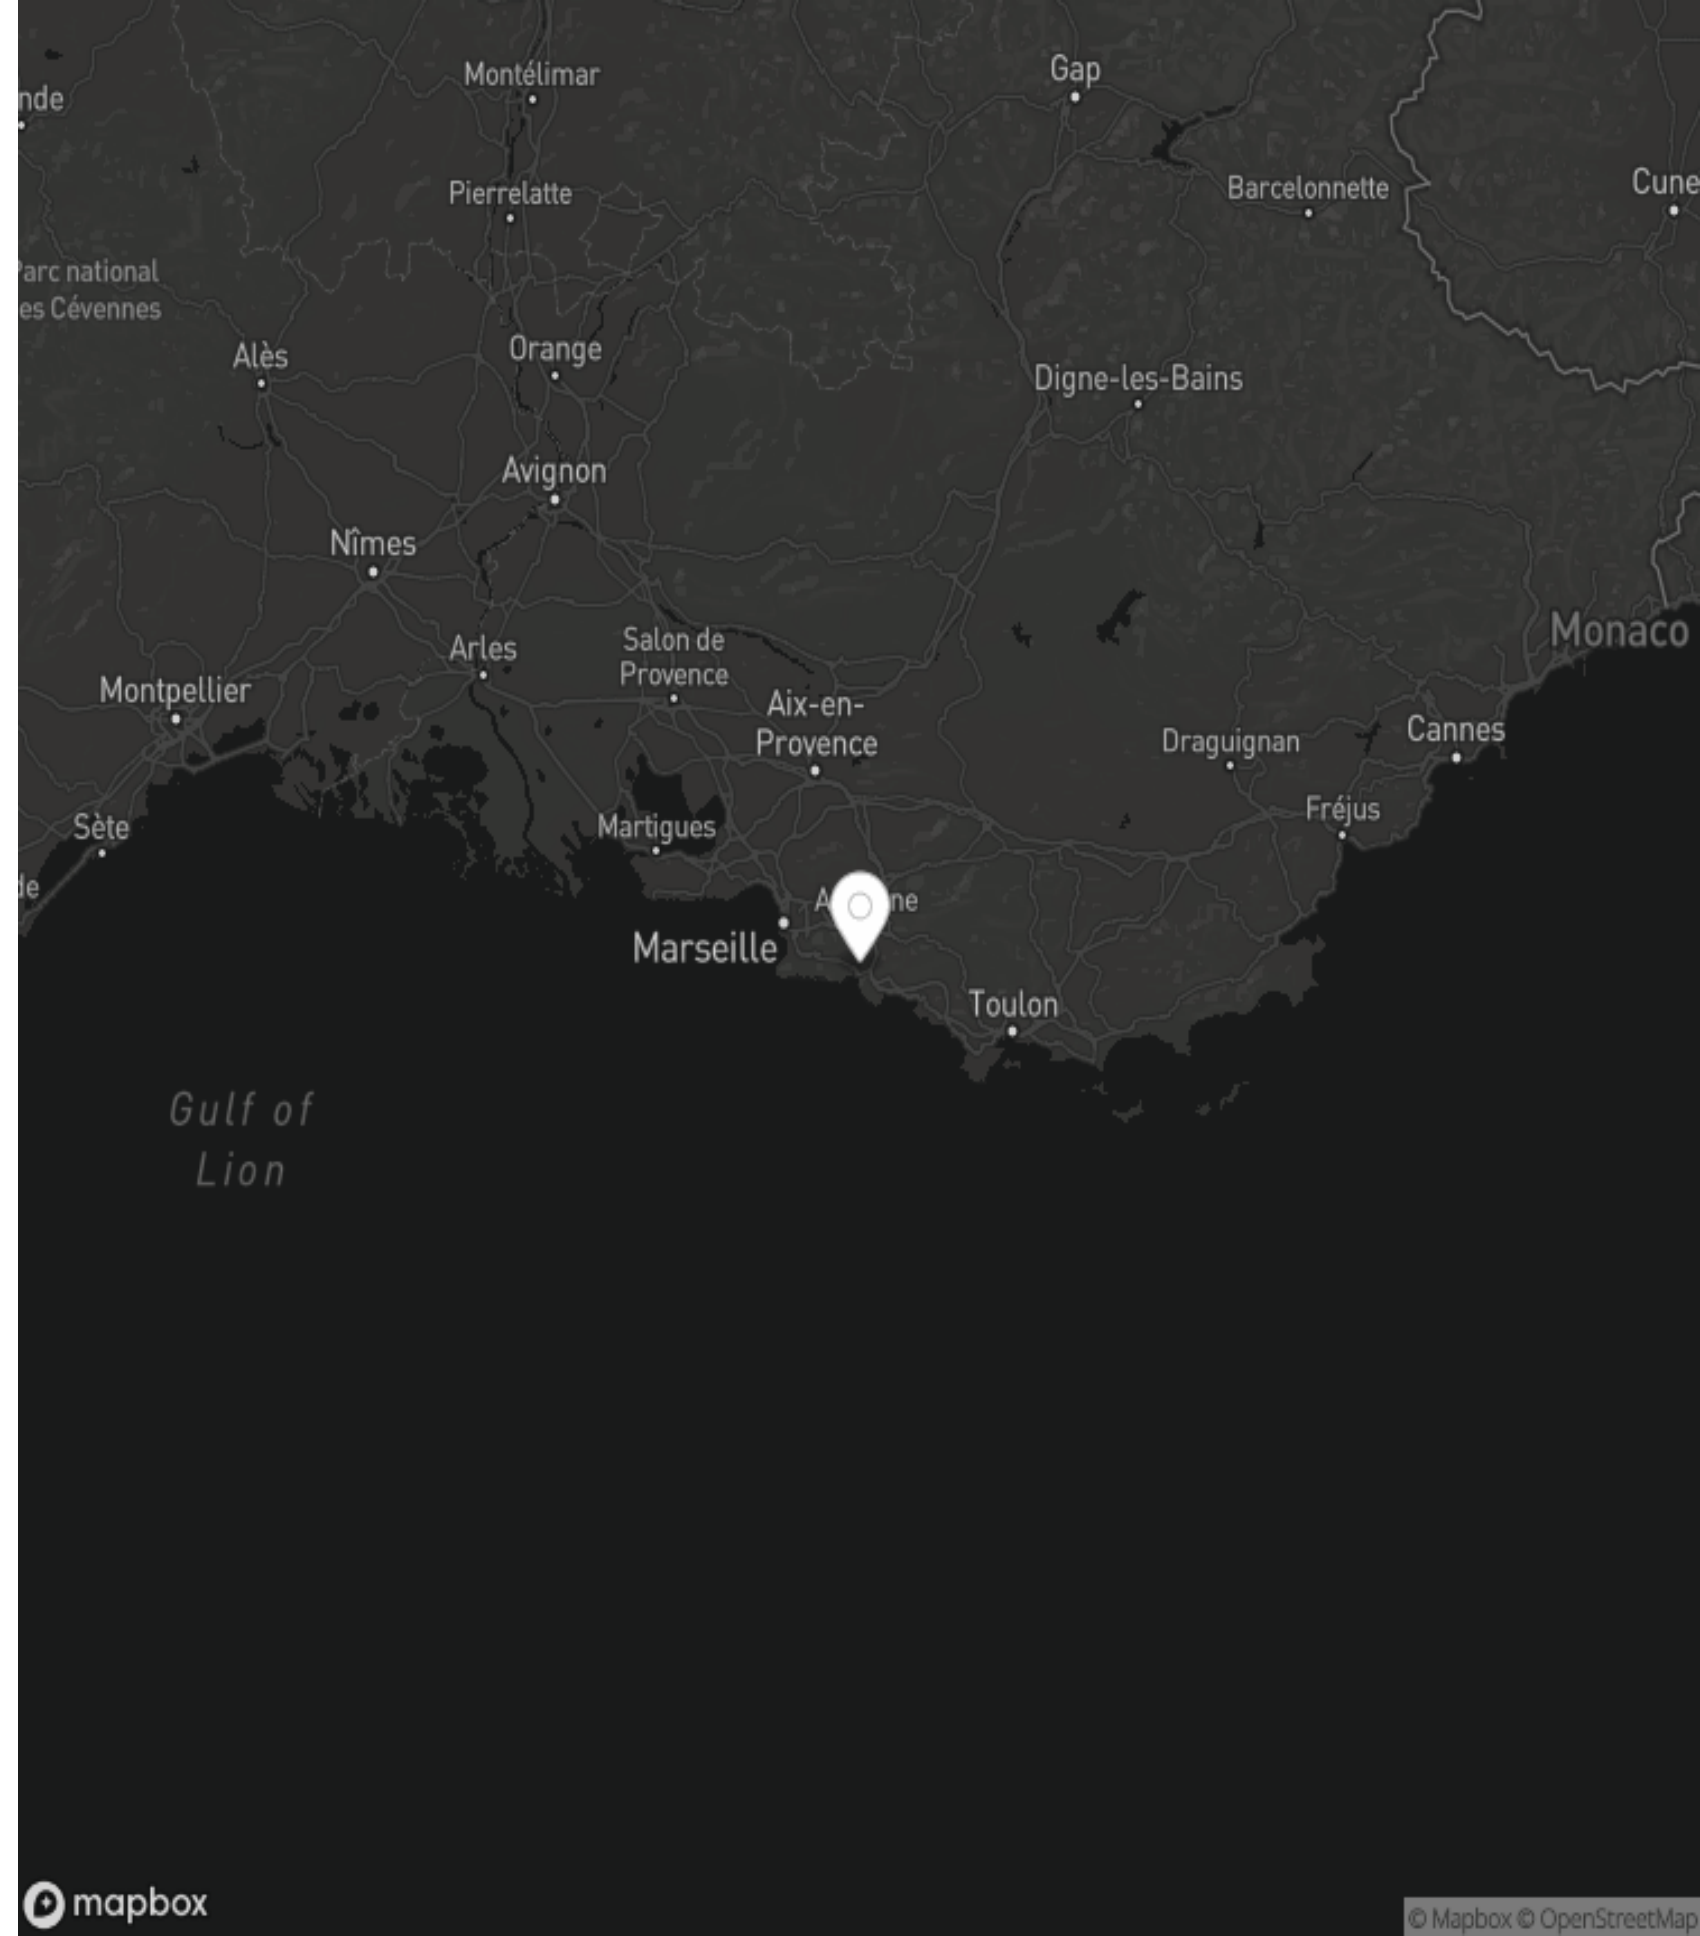 Montélimar
Gap
nde
Pierrelatte
Barcelonnette
Cune
Parc national
es Cévennes
Alès
Orange
Digne-les-Bains
Avignon
Nîmes
Monaco
Arles
Salon de
Provence
Montpellier
Aix-en-
Provence
Cannes
Draguignan
Fréjus
Sète
Martigues
de
A ne
Marseille
Toulon
Gulf of
Lion
mapbox
© Mapbox © OpenStreetMap